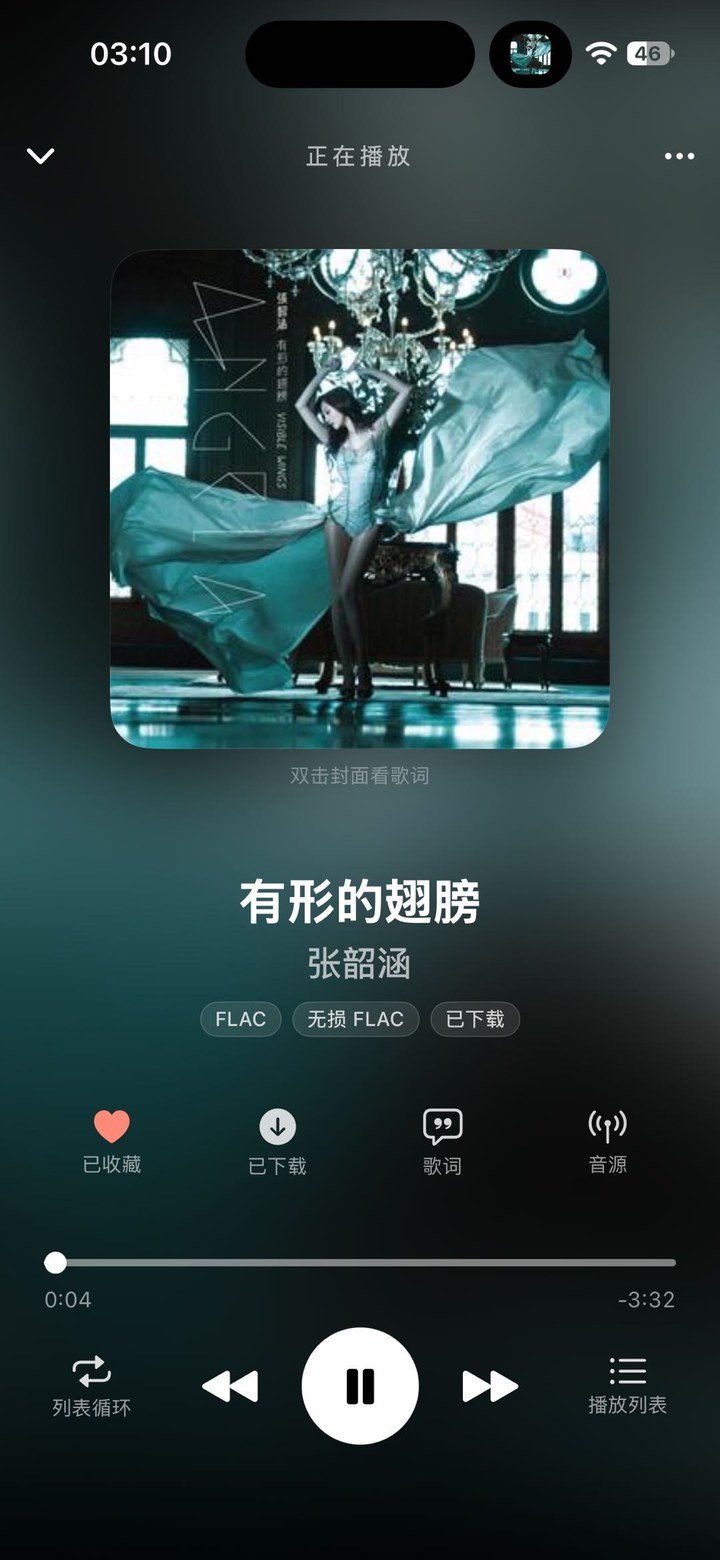 03:10
46
正在播放
ANGELA
張韶涵 有形的翅膀 VISIBLE WINGS
双击封面看歌词
有形的翅膀
张韶涵
FLAC
无损 FLAC
已下载
已收藏
已下载
歌词
音源
0:04
-3:32
列表循环
播放列表